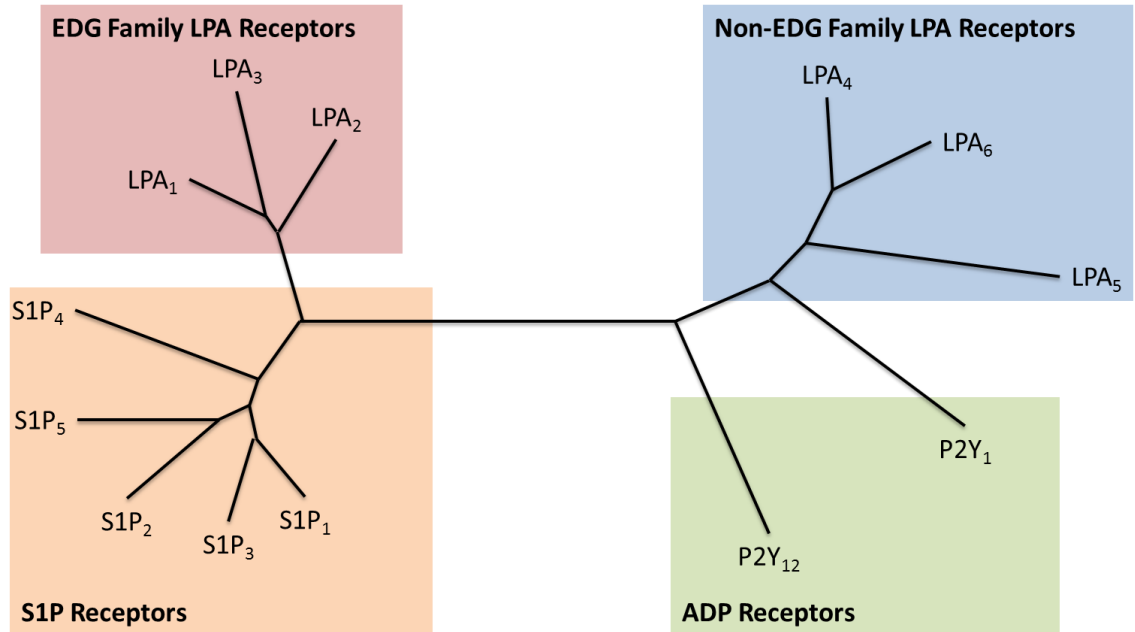 EDG Family LPA Receptors
LPA₃
LPA₂
LPA₁
Non-EDG Family LPA Receptors
LPA₄
LPA₆
LPA₅
S1P₄
S1P₅
S1P₂
S1P₃
S1P₁
S1P Receptors
P2Y₁
P2Y₁₂
ADP Receptors